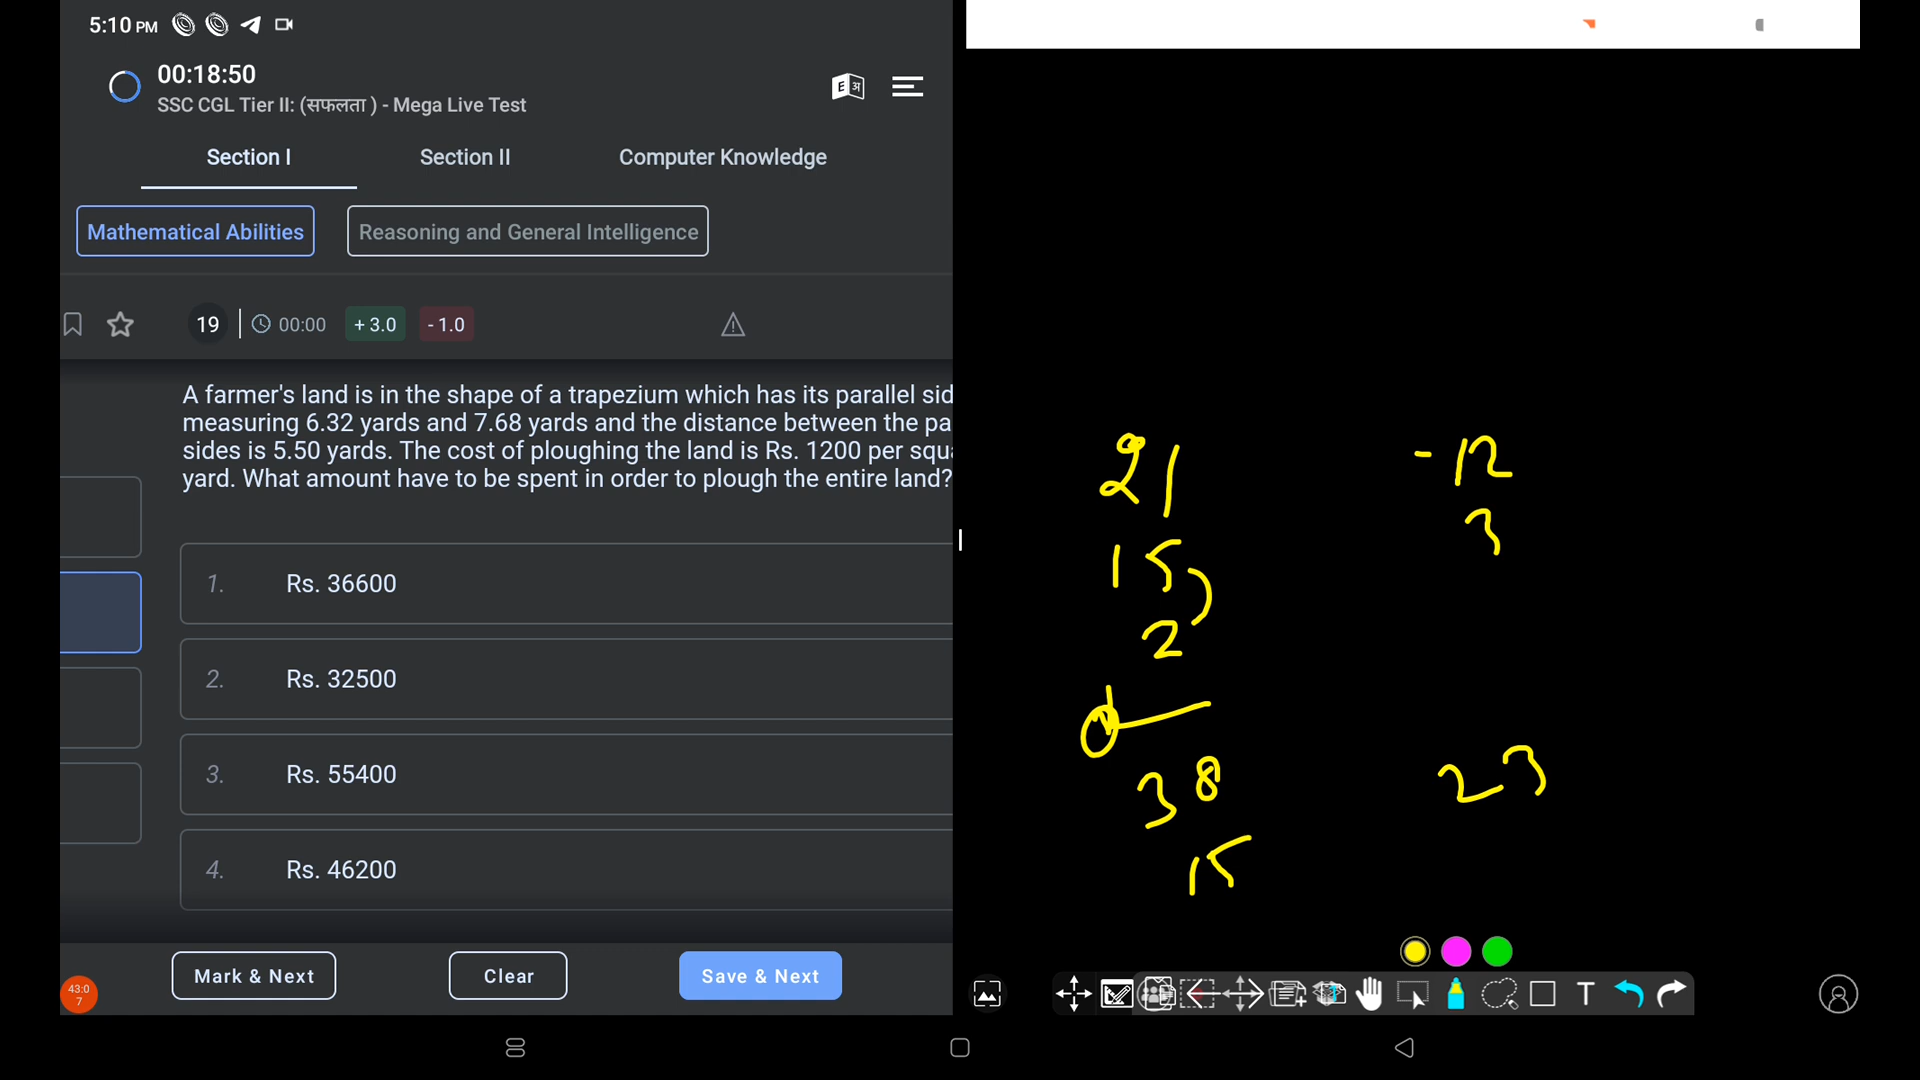 5:10 PM
00:18:50
SSC CGL Tier II: (सफलता ) - Mega Live Test
E अ
Section I Section II Computer Knowledge
Mathematical Abilities Reasoning and General Intelligence
19 00:00 + 3.0 - 1.0
A farmer's land is in the shape of a trapezium which has its parallel sid
measuring 6.32 yards and 7.68 yards and the distance between the pa
sides is 5.50 yards. The cost of ploughing the land is Rs. 1200 per squ
yard. What amount have to be spent in order to plough the entire land?
1. Rs. 36600
2. Rs. 32500
3. Rs. 55400
4. Rs. 46200
Mark & Next Clear Save & Next
43:0
7
21
15
2
38
15
-12
3
23
T